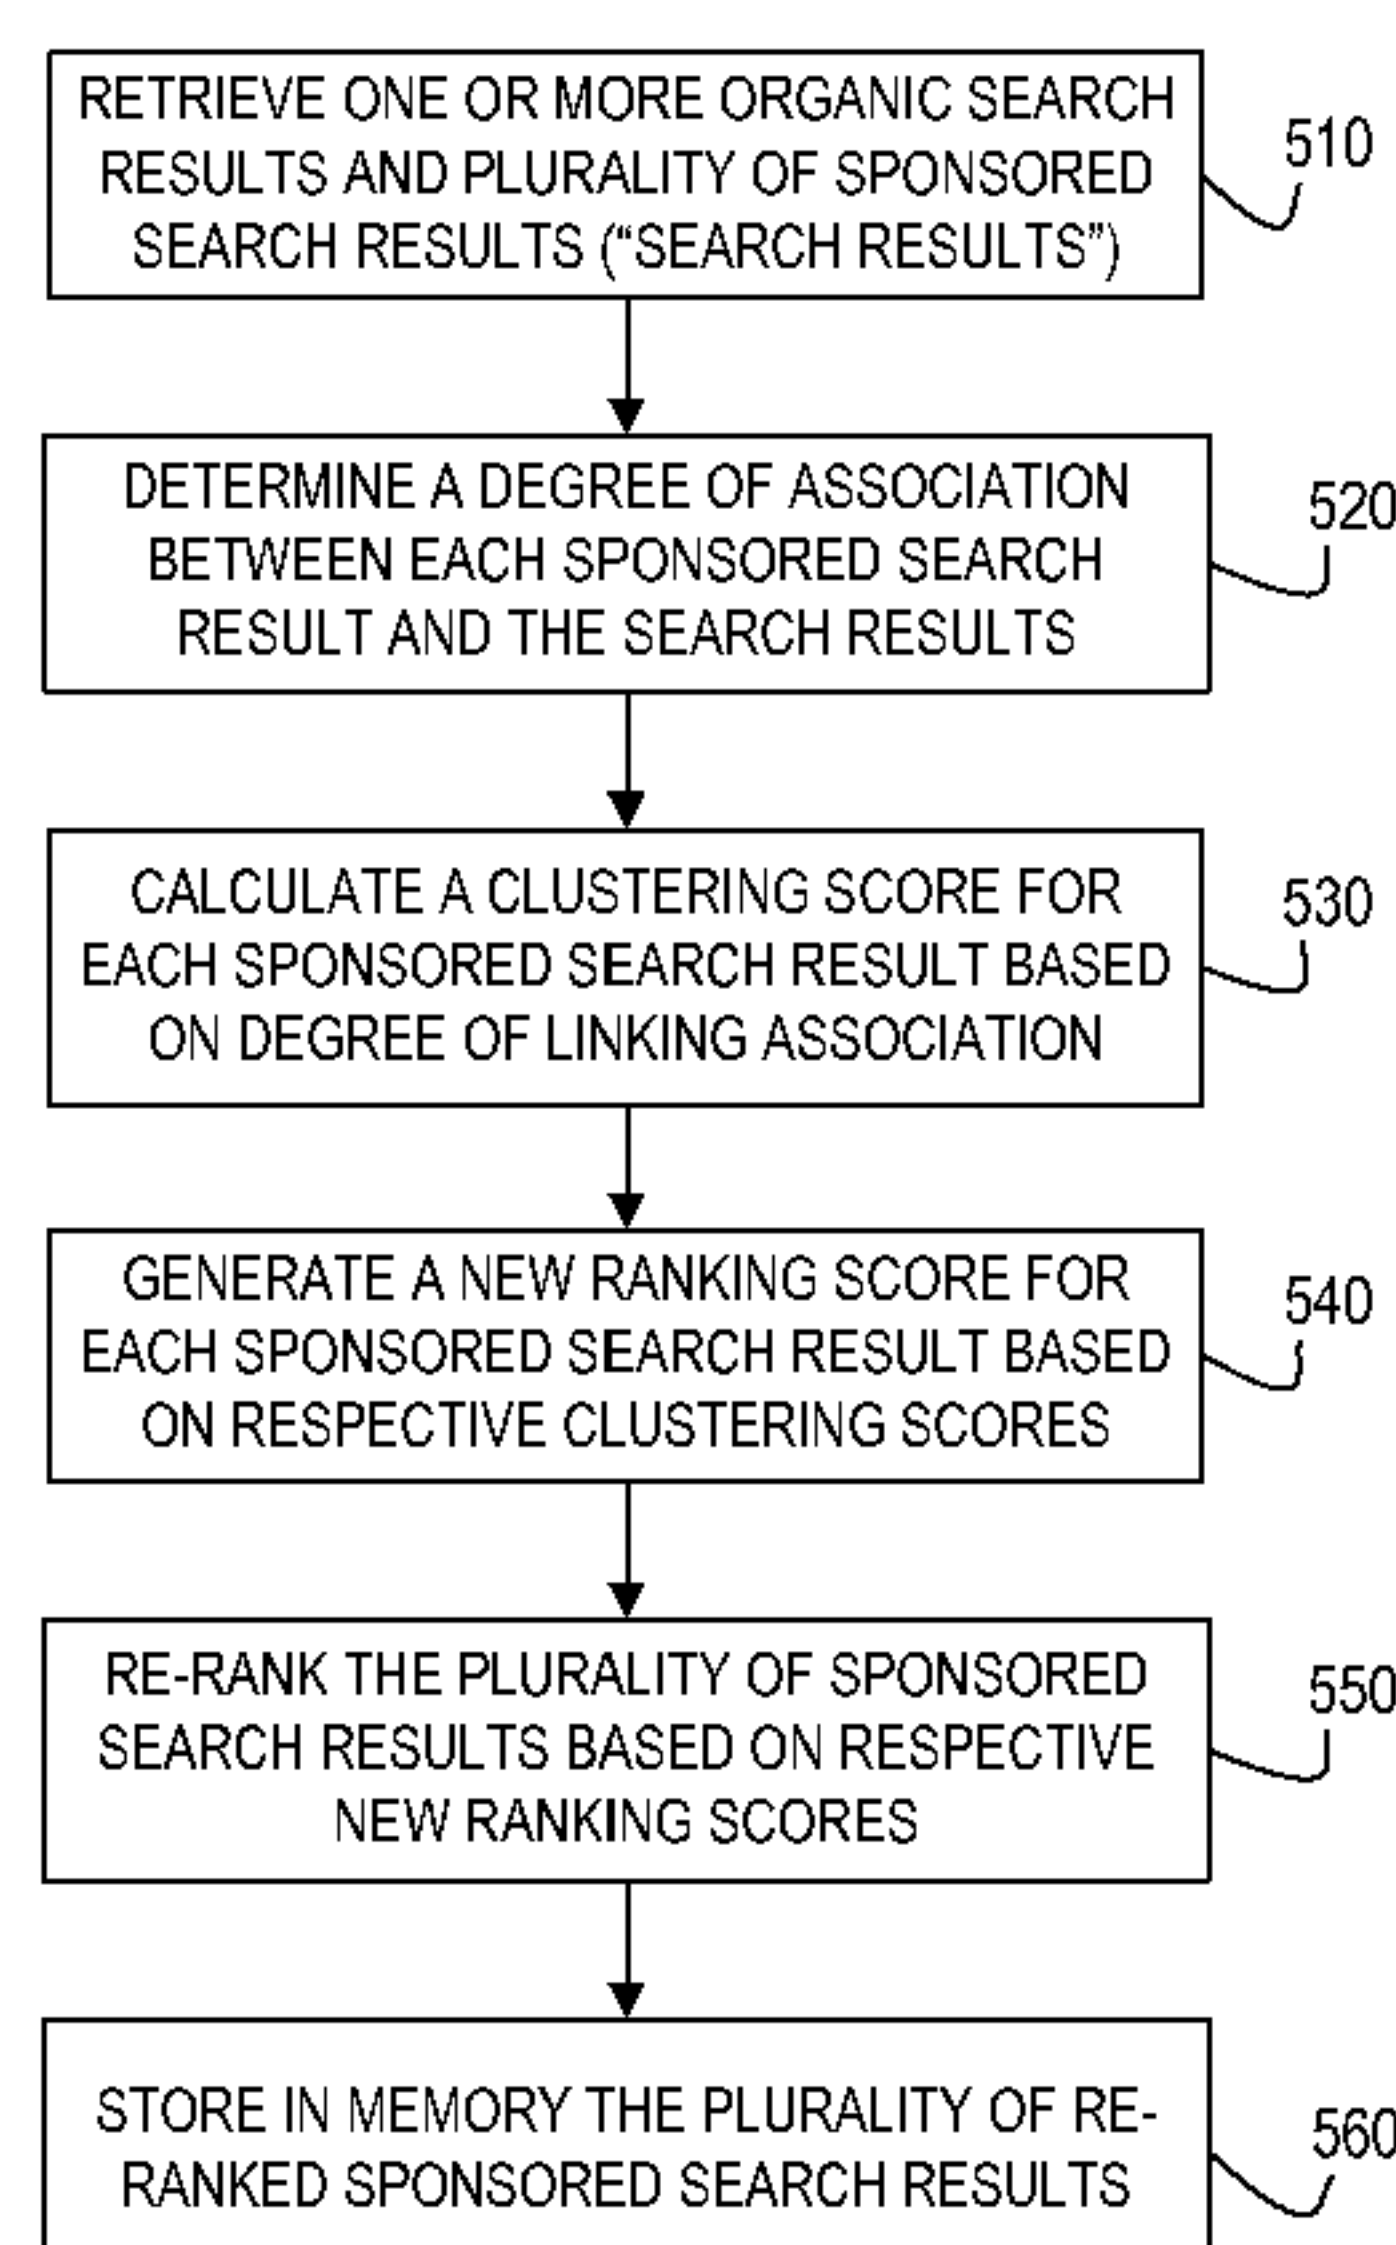 RETRIEVE ONE OR MORE ORGANIC SEARCH
RESULTS AND PLURALITY OF SPONSORED
SEARCH RESULTS (“SEARCH RESULTS”)
510
DETERMINE A DEGREE OF ASSOCIATION
BETWEEN EACH SPONSORED SEARCH
RESULT AND THE SEARCH RESULTS
520
CALCULATE A CLUSTERING SCORE FOR
EACH SPONSORED SEARCH RESULT BASED
ON DEGREE OF LINKING ASSOCIATION
530
GENERATE A NEW RANKING SCORE FOR
EACH SPONSORED SEARCH RESULT BASED
ON RESPECTIVE CLUSTERING SCORES
540
RE-RANK THE PLURALITY OF SPONSORED
SEARCH RESULTS BASED ON RESPECTIVE
NEW RANKING SCORES
550
STORE IN MEMORY THE PLURALITY OF RE-
RANKED SPONSORED SEARCH RESULTS
560